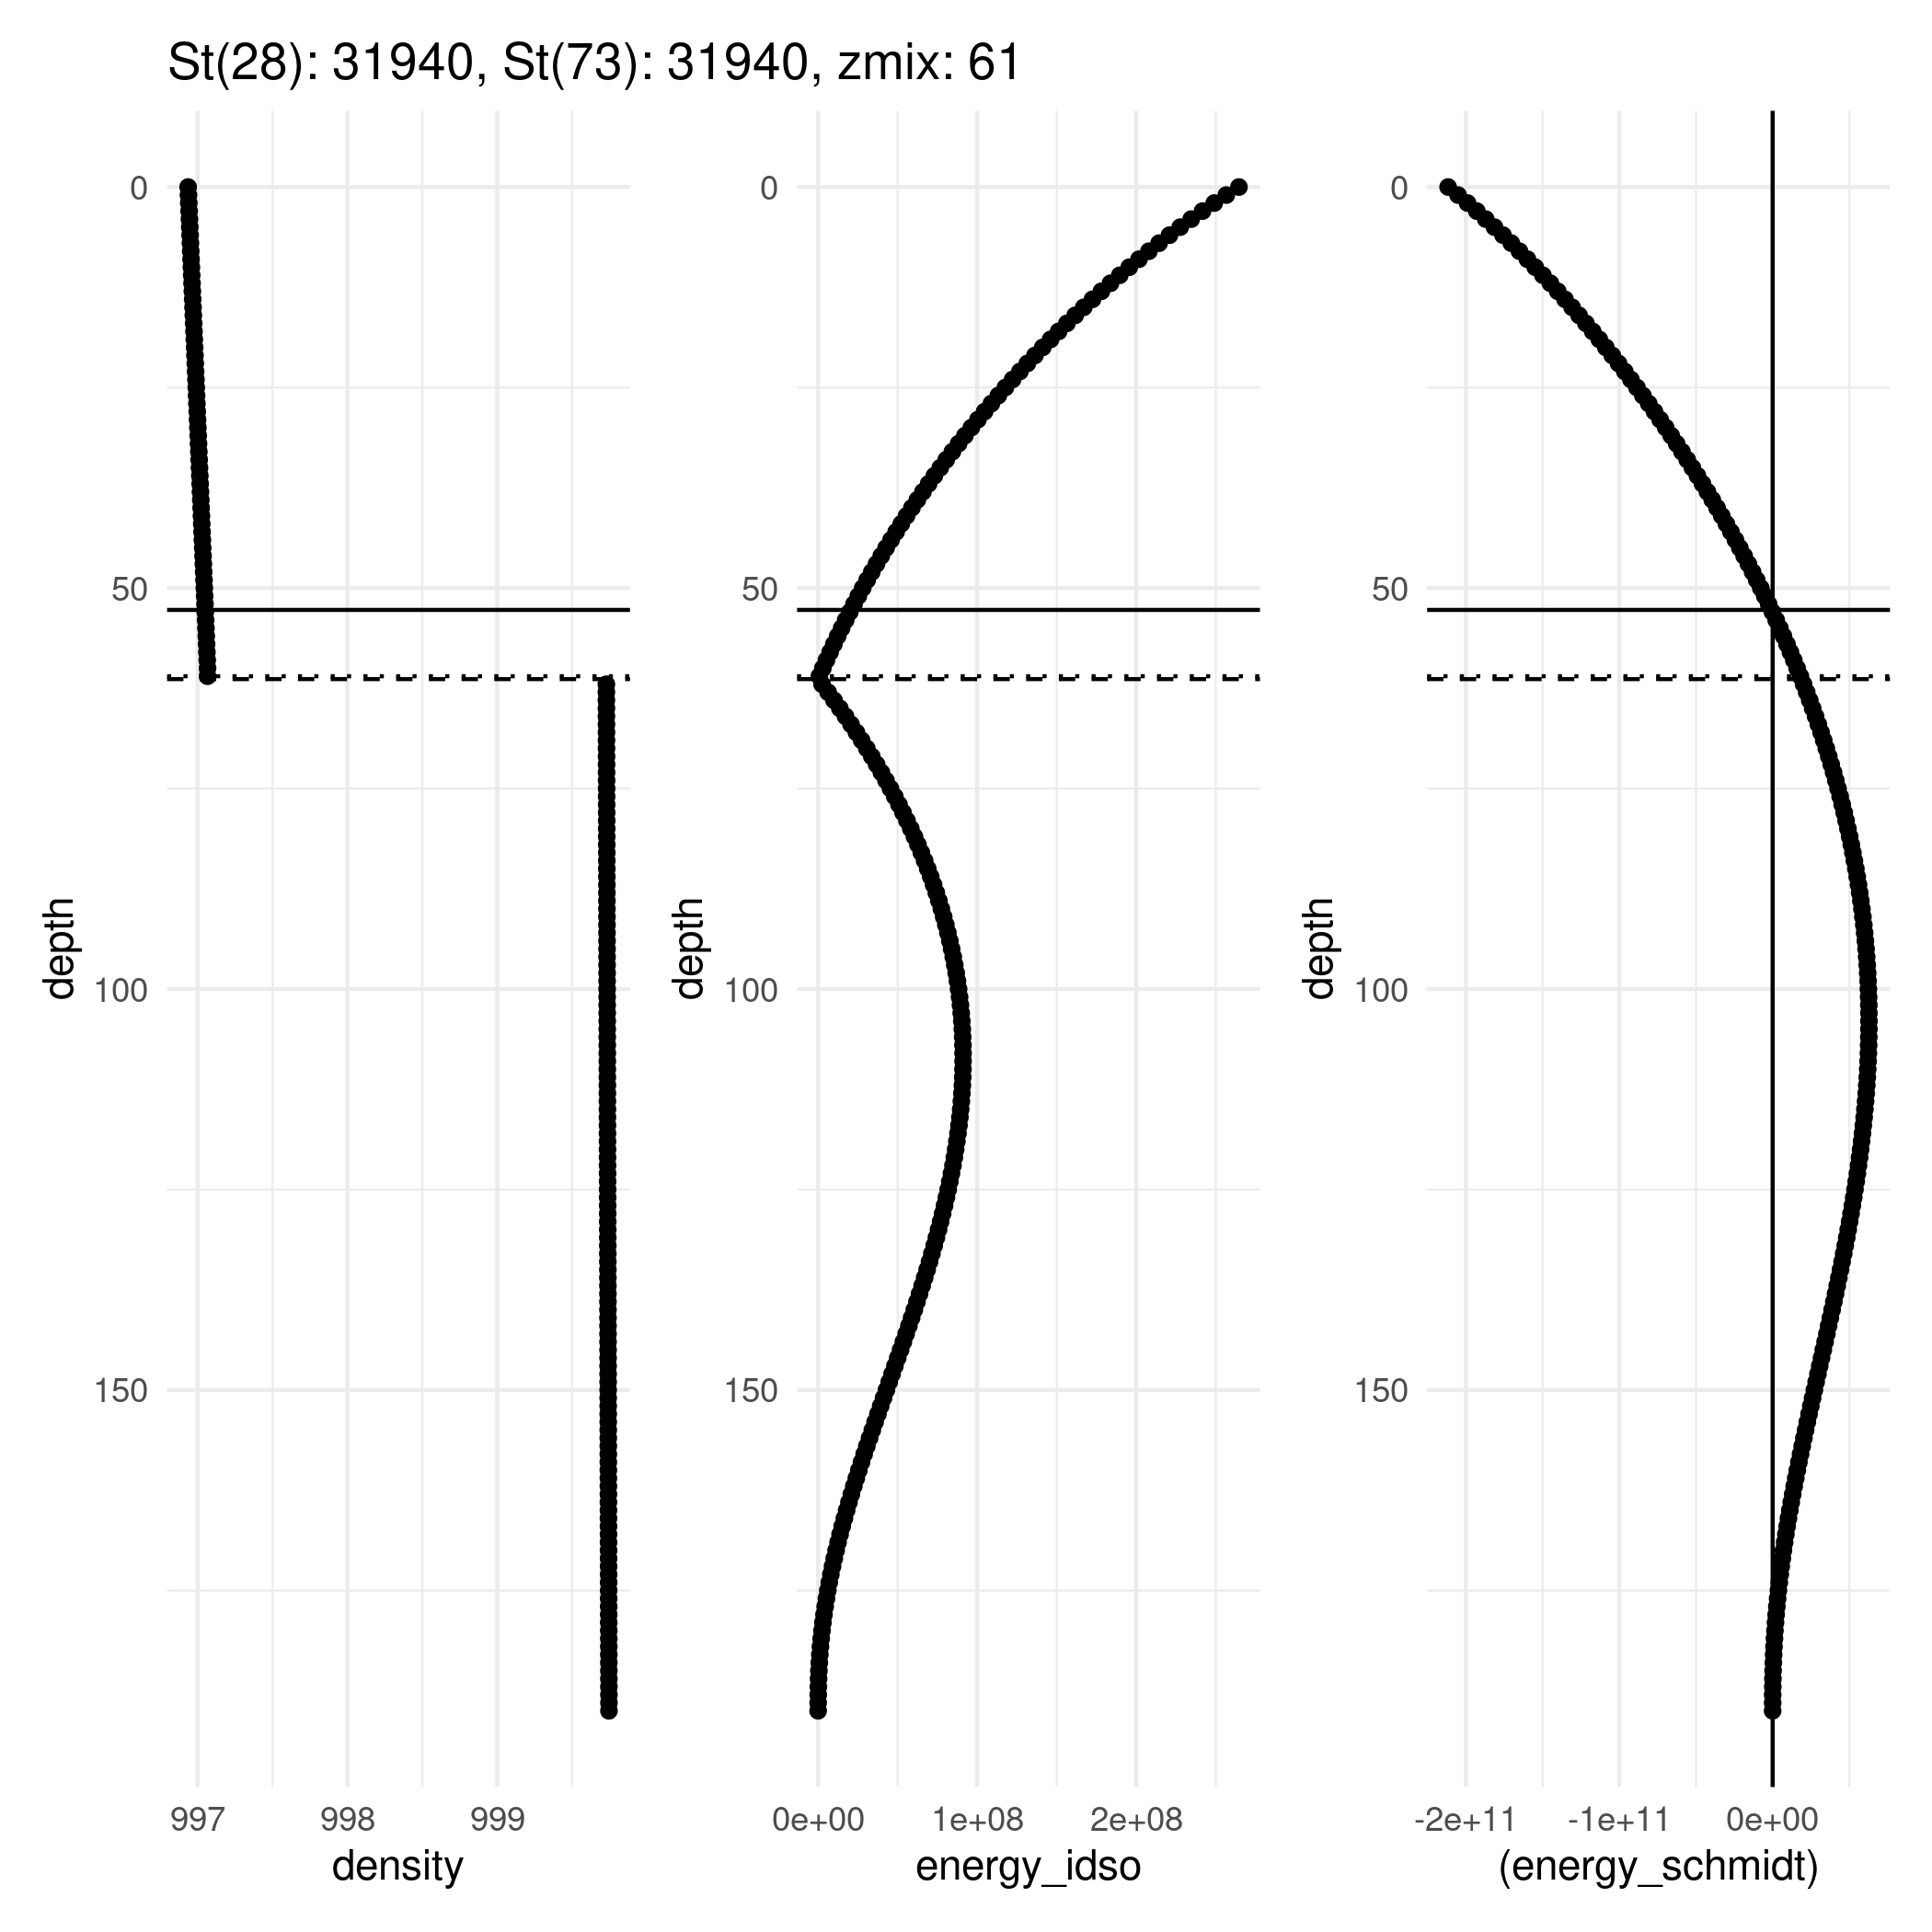 St(28): 31940, St(73): 31940, zmix: 61
0
50
100
150
depth
997 998 999
density
0
50
100
150
depth
0e+00 1e+08 2e+08
energy_idso
0
50
100
150
depth
-2e+11 -1e+11 0e+00
(energy_schmidt)